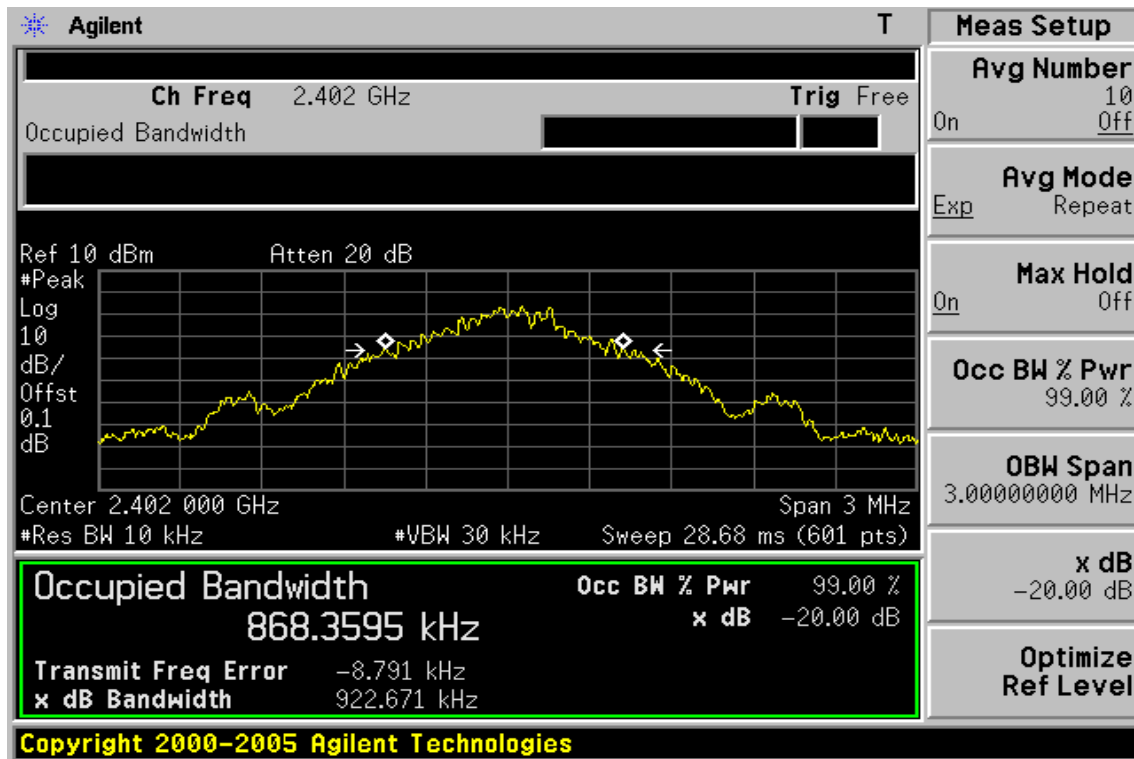 Agilent T
Ch Freq 2.402 GHz Trig Free
Occupied Bandwidth
Ref 10 dBm Atten 20 dB
#Peak
Log
10
dB/
Offst
0.1
dB
Center 2.402 000 GHz Span 3 MHz
#Res BW 10 kHz #VBW 30 kHz Sweep 28.68 ms (601 pts)
Occupied Bandwidth Occ BW % Pwr 99.00 %
868.3595 kHz x dB -20.00 dB
Transmit Freq Error -8.791 kHz
x dB Bandwidth 922.671 kHz
Copyright 2000-2005 Agilent Technologies
Meas Setup
Avg Number
10
On Off
Avg Mode
Exp Repeat
Max Hold
On Off
Occ BW % Pwr
99.00 %
OBW Span
3.00000000 MHz
x dB
-20.00 dB
Optimize
Ref Level